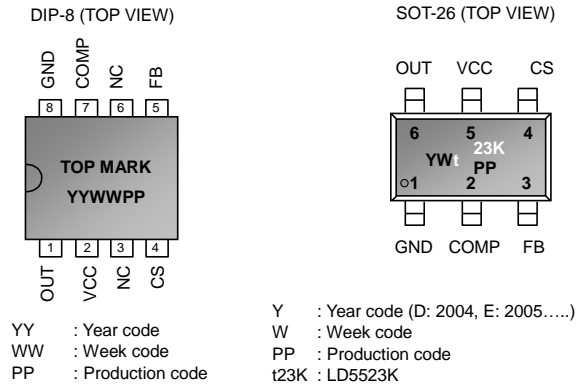 DIP-8 (TOP VIEW)
GND COMP NC FB
8 7 6 5
TOP MARK
YYWWPP
1 2 3 4
OUT VCC NC CS
YY : Year code
WW : Week code
PP : Production code
SOT-26 (TOP VIEW)
OUT VCC CS
6 5 4
YWt 23K
PP
1 2 3
GND COMP FB
Y : Year code (D: 2004, E: 2005…..)
W : Week code
PP : Production code
t23K : LD5523K